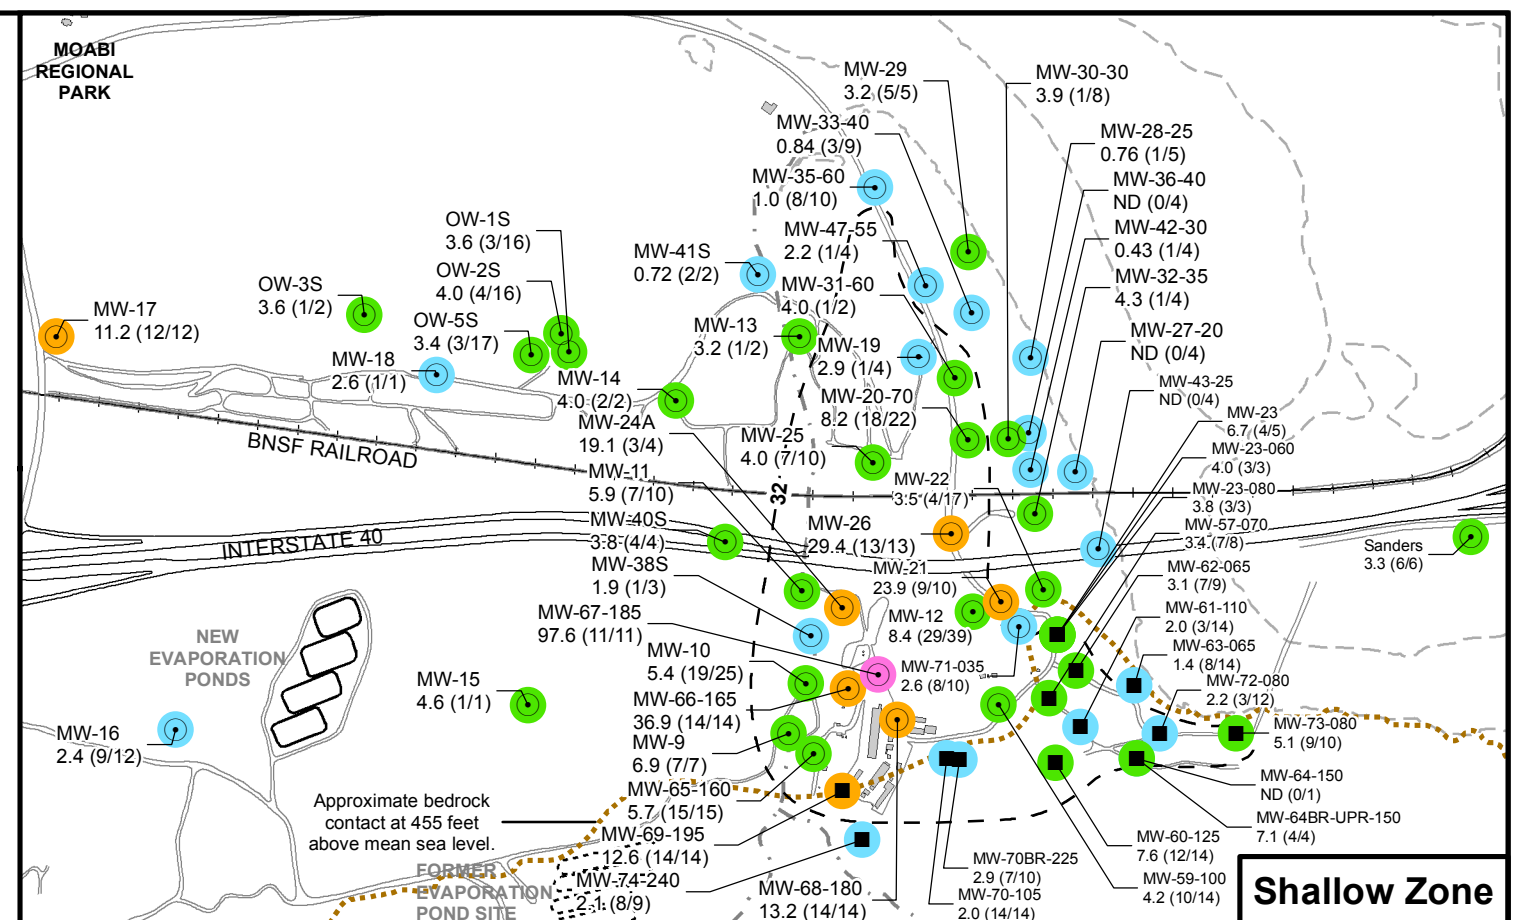 MOABI
REGIONAL
PARK
MW-29
3.2 (5/5)
MW-30-30
3.9 (1/8)
MW-33-40
0.84 (3/9)
MW-28-25
0.76 (1/5)
MW-35-60
1.0 (8/10)
MW-36-40
ND (0/4)
OW-1S
3.6 (3/16)
MW-47-55
2.2 (1/4)
MW-42-30
0.43 (1/4)
MW-41S
0.72 (2/2)
OW-2S
4.0 (4/16)
OW-3S
3.6 (1/2)
MW-31-60
4.0 (1/2)
MW-32-35
4.3 (1/4)
MW-17
11.2 (12/12)
OW-5S
3.4 (3/17)
MW-13
3.2 (1/2)
MW-27-20
ND (0/4)
MW-18
2.6 (1/1)
MW-19
2.9 (1/4)
MW-14
4.0 (2/2)
MW-20-70
8.2 (18/22)
MW-43-25
ND (0/4)
MW-24A
19.1 (3/4)
MW-23
6.7 (4/5)
MW-25
4.0 (7/10)
BNSF RAILROAD
MW-23-060
4.0 (3/3)
MW-11
5.9 (7/10)
MW-22
3.5 (4/17)
32
MW-23-080
3.8 (3/3)
MW-40S
3.8 (4/4)
MW-26
29.4 (13/13)
MW-57-070
3.4 (7/8)
INTERSTATE 40
Sanders
3.3 (6/6)
MW-38S
1.9 (1/3)
MW-21
23.9 (9/10)
MW-62-065
3.1 (7/9)
MW-67-185
97.6 (11/11)
MW-12
8.4 (29/39)
MW-61-110
2.0 (3/14)
NEW
EVAPORATION
PONDS
MW-10
5.4 (19/25)
MW-63-065
1.4 (8/14)
MW-71-035
2.6 (8/10)
MW-15
4.6 (1/1)
MW-72-080
2.2 (3/12)
MW-66-165
36.9 (14/14)
MW-16
2.4 (9/12)
MW-73-080
5.1 (9/10)
MW-9
6.9 (7/7)
MW-64-150
ND (0/1)
MW-65-160
5.7 (15/15)
Approximate bedrock
contact at 455 feet
above mean sea level.
MW-64BR-UPR-150
7.1 (4/4)
MW-69-195
12.6 (14/14)
MW-60-125
7.6 (12/14)
MW-70BR-225
2.9 (7/10)
FORMER
EVAPORATION
POND SITE
MW-74-240
2.1 (8/9)
MW-59-100
4.2 (10/14)
MW-68-180
13.2 (14/14)
MW-70-105
2.0 (14/14)
Shallow Zone